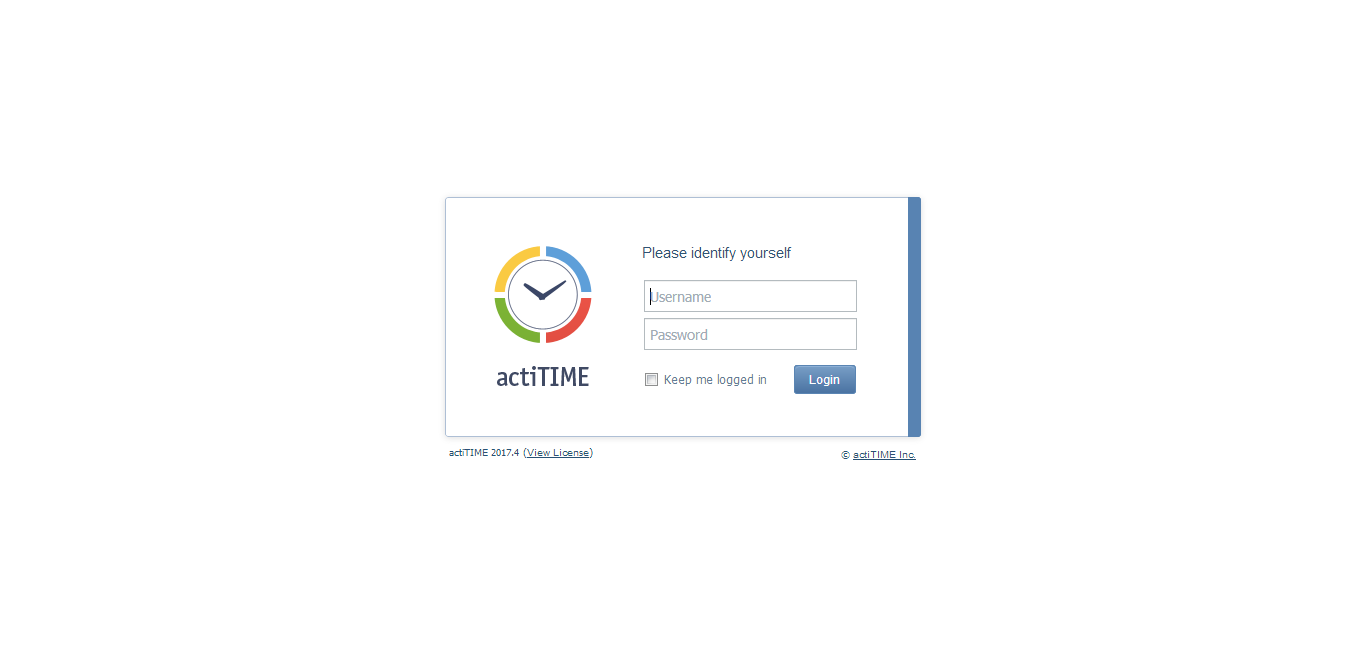 Please identify yourself
Username
Password
Keep me logged in
Login
actiTIME
actiTIME 2017.4 (View License)
© actiTIME Inc.